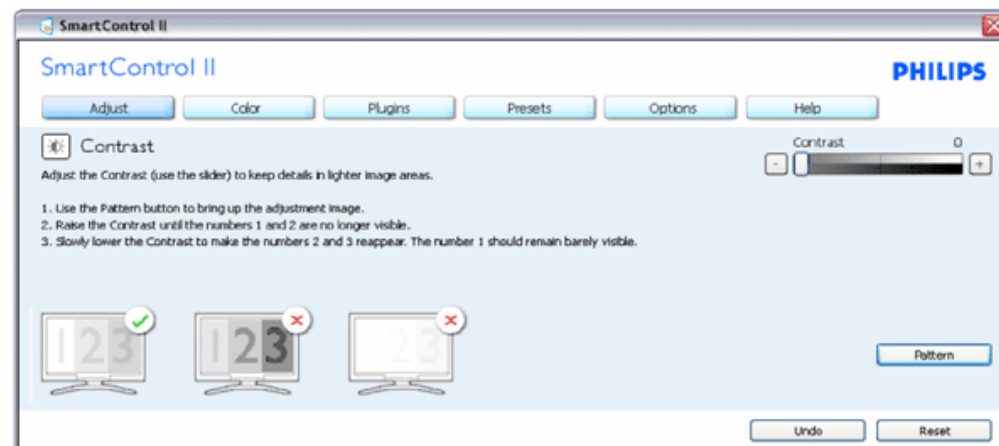 SmartControl II
SmartControl II
PHILIPS
Adjust Color Plugins Presets Options Help
Contrast
Contrast 0
- +
Adjust the Contrast (use the slider) to keep details in lighter image areas.
1. Use the Pattern button to bring up the adjustment image.
2. Raise the Contrast until the numbers 1 and 2 are no longer visible.
3. Slowly lower the Contrast to make the numbers 2 and 3 reappear. The number 1 should remain barely visible.
123 123 23
Pattern
Undo Reset